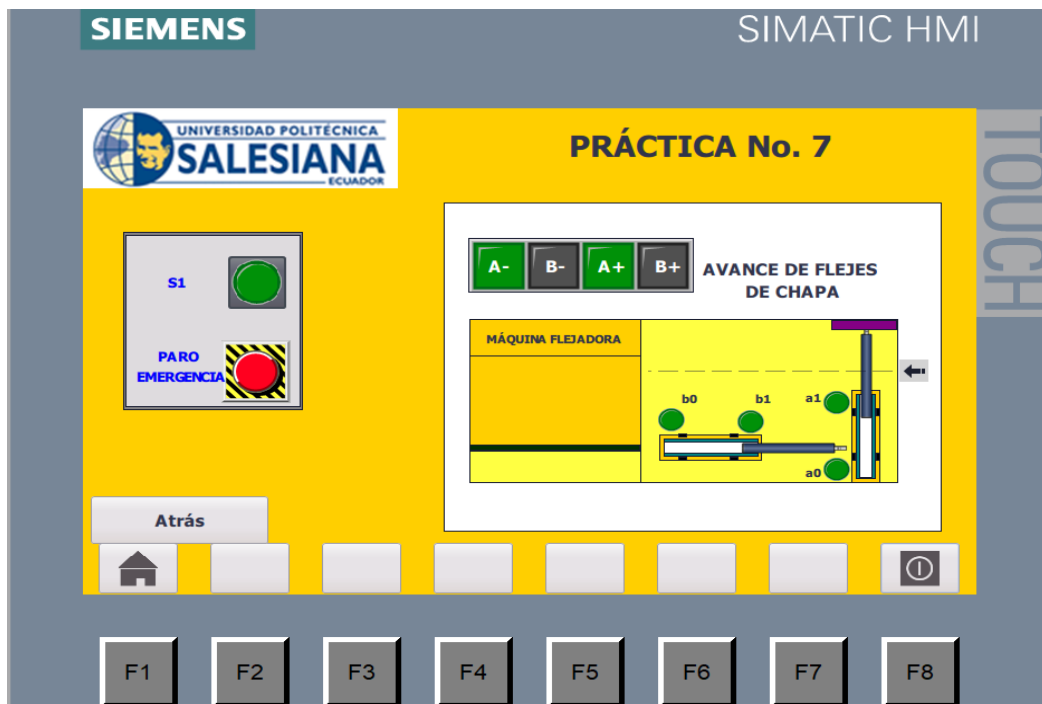 SIEMENS
SIMATIC HMI
TOUCH
UNIVERSIDAD POLITÉCNICA
SALESIANA
ECUADOR
PRÁCTICA No. 7
S1
PARO
EMERGENCIA
A- B- A+ B+
AVANCE DE FLEJES
DE CHAPA
MÁQUINA FLEJADORA
b0 b1 a1
a0
Atrás
F1 F2 F3 F4 F5 F6 F7 F8